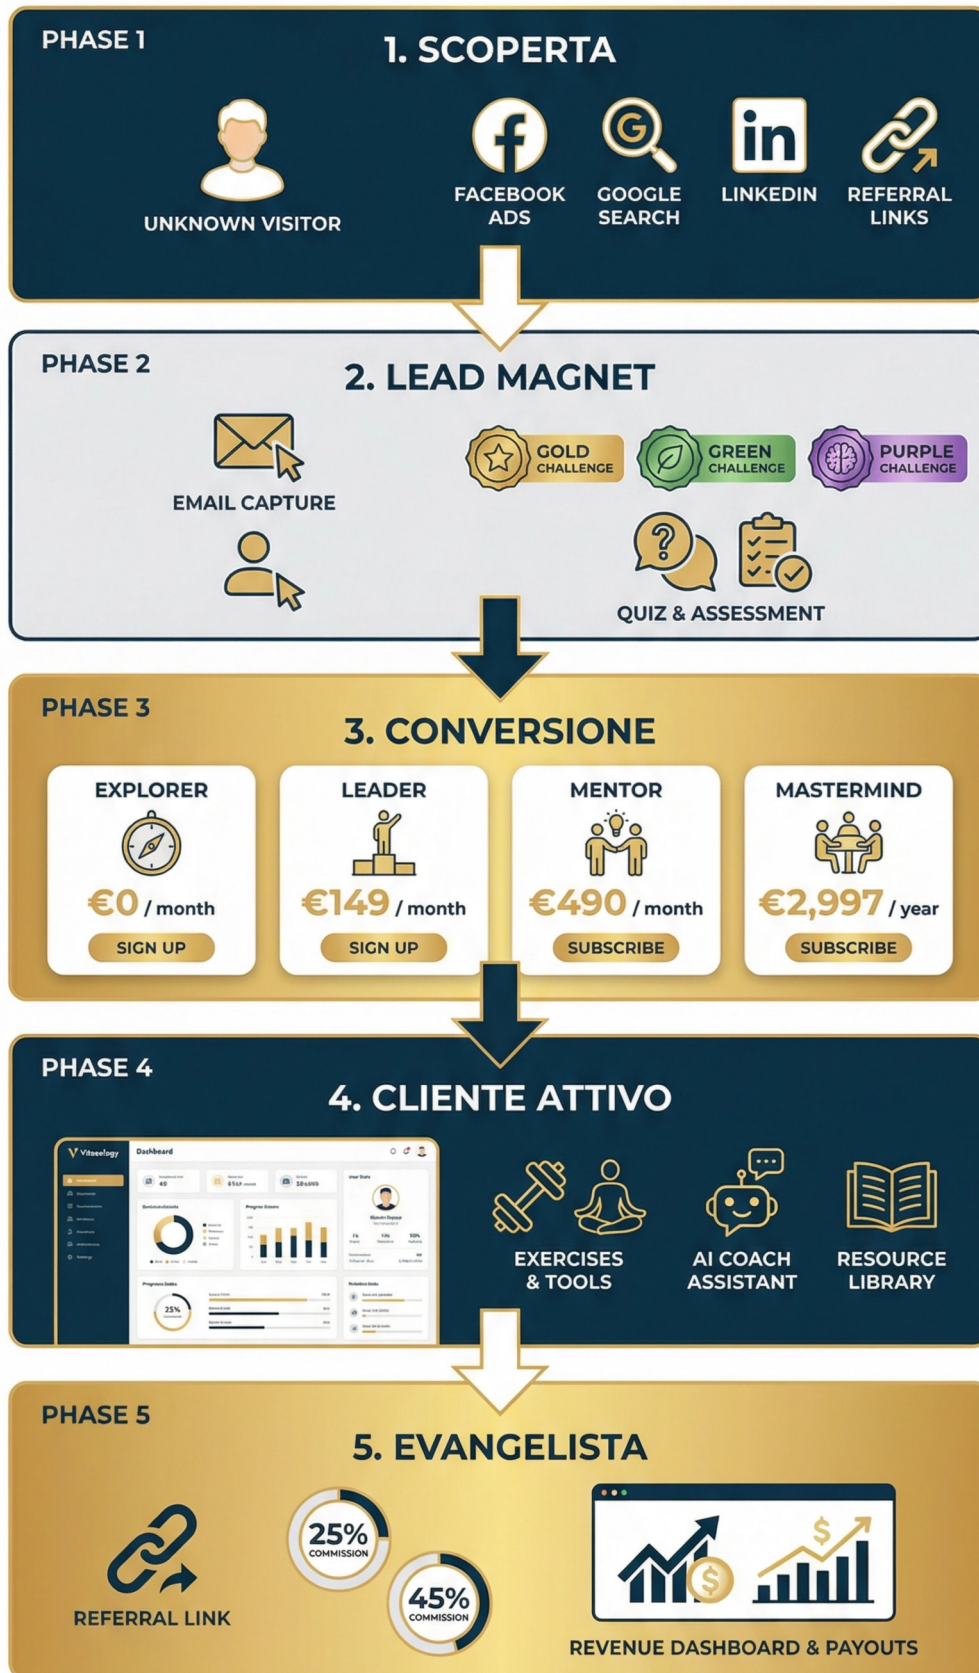 PHASE 1
1. SCOPERTA
UNKNOWN VISITOR
FACEBOOK
ADS
GOOGLE
SEARCH
LINKEDIN
REFERRAL
LINKS
PHASE 2
2. LEAD MAGNET
EMAIL CAPTURE
GOLD
CHALLENGE
GREEN
CHALLENGE
PURPLE
CHALLENGE
QUIZ & ASSESSMENT
PHASE 3
3. CONVERSIONE
EXPLORER
€0 / month
SIGN UP
LEADER
€149 / month
SIGN UP
MENTOR
€490 / month
SUBSCRIBE
MASTERMIND
€2,997 / year
SUBSCRIBE
PHASE 4
4. CLIENTE ATTIVO
Dashboard
25%
EXERCISES
& TOOLS
AI COACH
ASSISTANT
RESOURCE
LIBRARY
PHASE 5
5. EVANGELISTA
REFERRAL LINK
25%
COMMISSION
45%
COMMISSION
REVENUE DASHBOARD & PAYOUTS